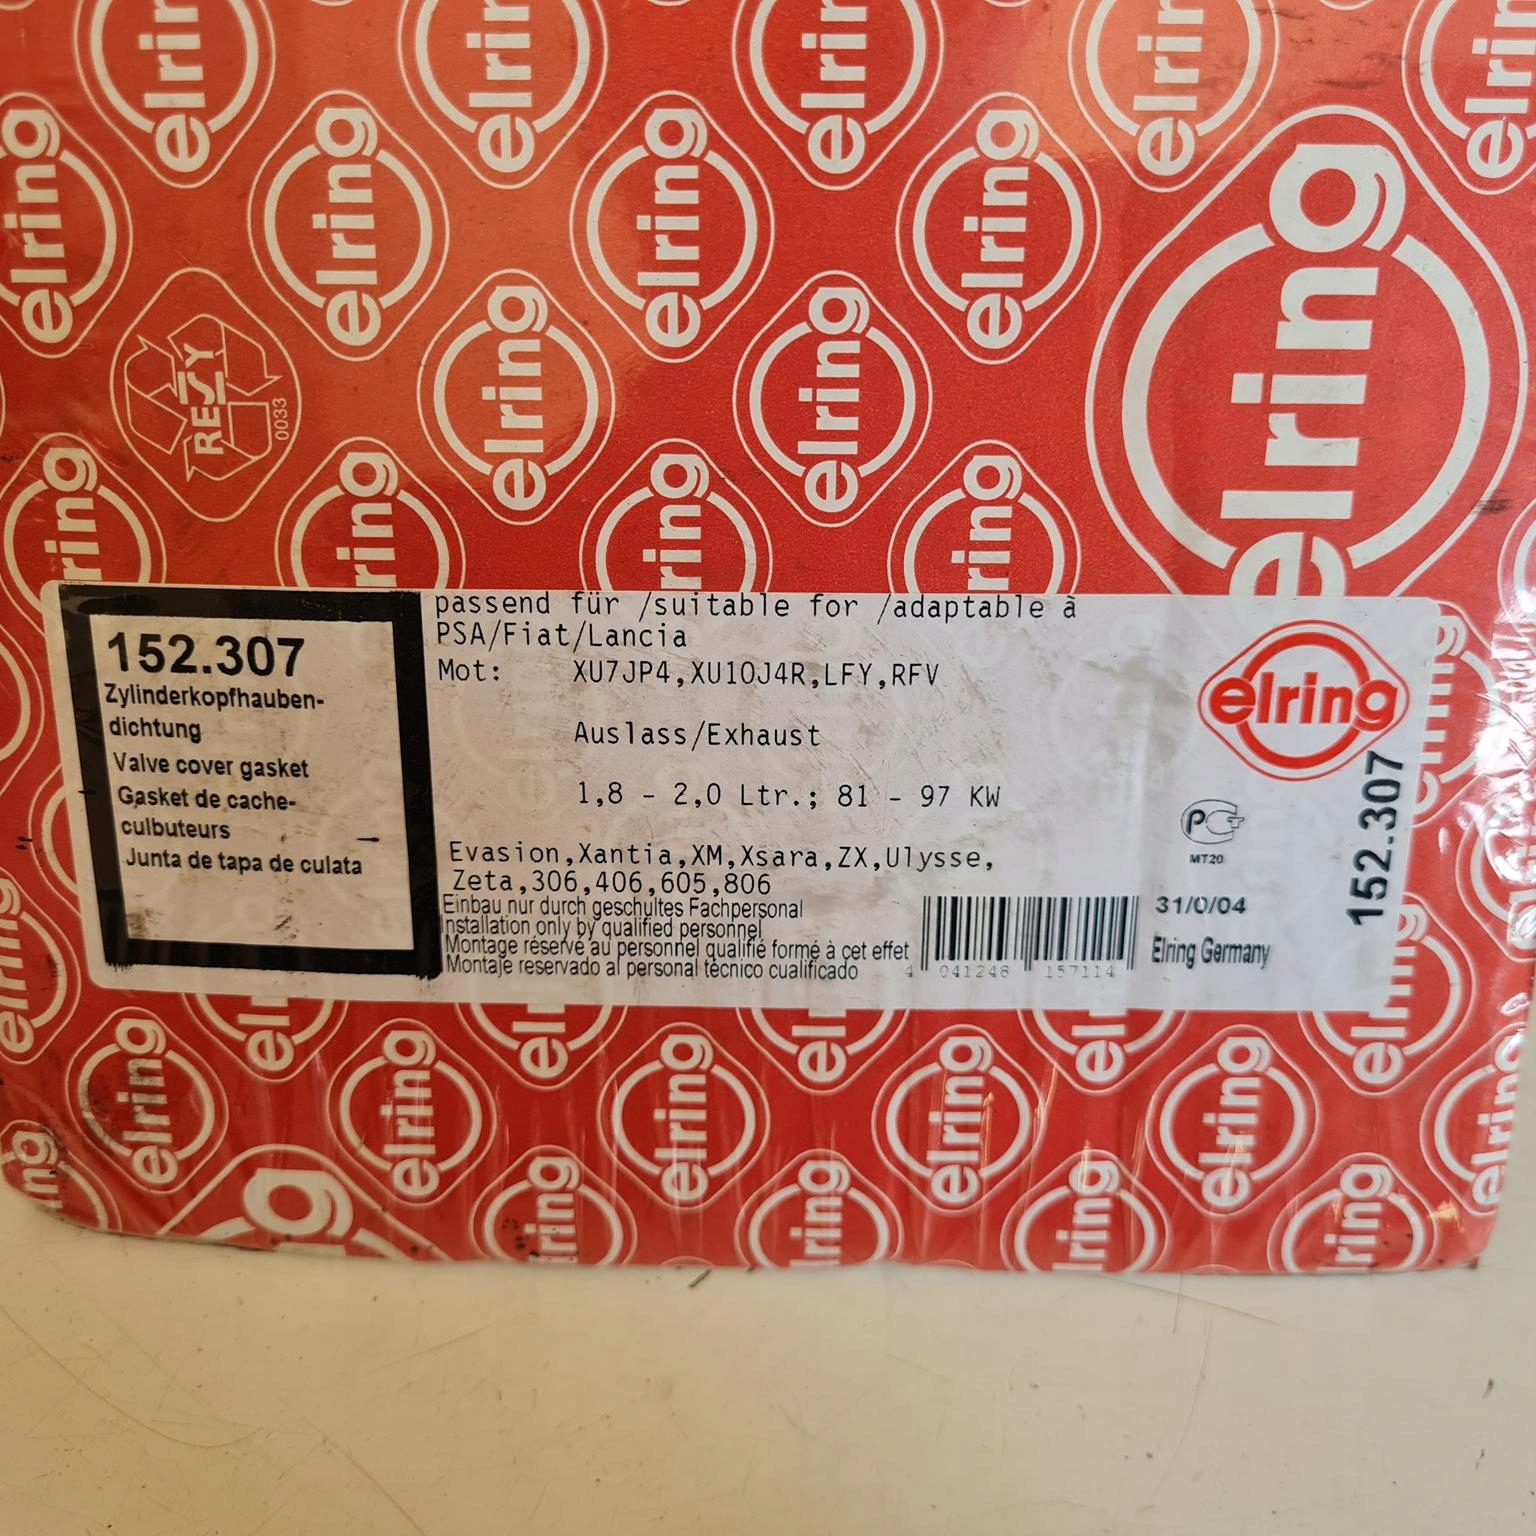 elring
RESY
0033
152.307
Zylinderkopfhauben-
dichtung
Valve cover gasket
Gasket de cache-
culbuteurs
Junta de tapa de culata
passend für /suitable for /adaptable à
PSA/Fiat/Lancia
Mot: XU7JP4,XU10J4R,LFY,RFV
Auslass/Exhaust
1,8 - 2,0 Ltr.; 81 - 97 KW
Evasion,Xantia,XM,Xsara,ZX,Ulysse,
Zeta,306,406,605,806
Einbau nur durch geschultes Fachpersonal
Installation only by qualified personnel
Montage réservé au personnel qualifié formé à cet effet
Montaje reservado al personal técnico cualificado
4 041248 157114
elring
PCT
MT20
31/0/04
Elring Germany
152.307